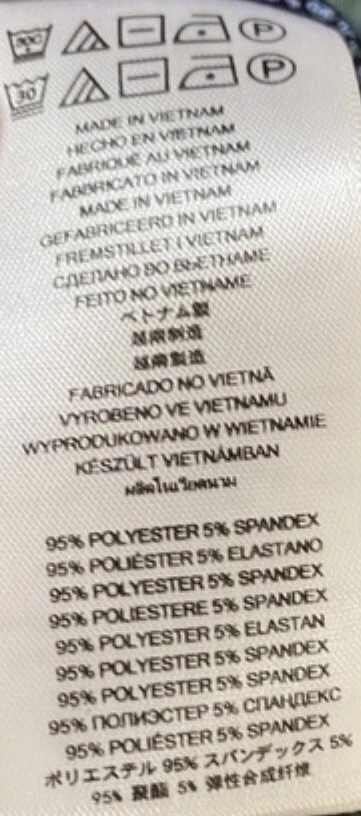 30C P
30 P
MADE IN VIETNAM
HECHO EN VIETNAM
FABRIQUÉ AU VIETNAM
FABBRICATO IN VIETNAM
MADE IN VIETNAM
GEFABRICEERD IN VIETNAM
FREMSTILLET I VIETNAM
СДЕЛАНО ВО ВЬЕТНАМЕ
FEITO NO VIETNAME
ベトナム製
越南制造
越南製造
FABRICADO NO VIETNÃ
VYROBENO VE VIETNAMU
WYPRODUKOWANO W WIETNAMIE
KÉSZÜLT VIETNÁMBAN
ผลิตในเวียดนาม
95% POLYESTER 5% SPANDEX
95% POLIÉSTER 5% ELASTANO
95% POLYESTER 5% SPANDEX
95% POLIESTERE 5% SPANDEX
95% POLYESTER 5% ELASTAN
95% POLYESTER 5% SPANDEX
95% POLYESTER 5% SPANDEX
95% ПОЛИЭСТЕР 5% СПАНДЕКС
95% POLIÉSTER 5% SPANDEX
ポリエステル 95% スパンデックス 5%
95% 聚酯 5% 弹性合成纤维